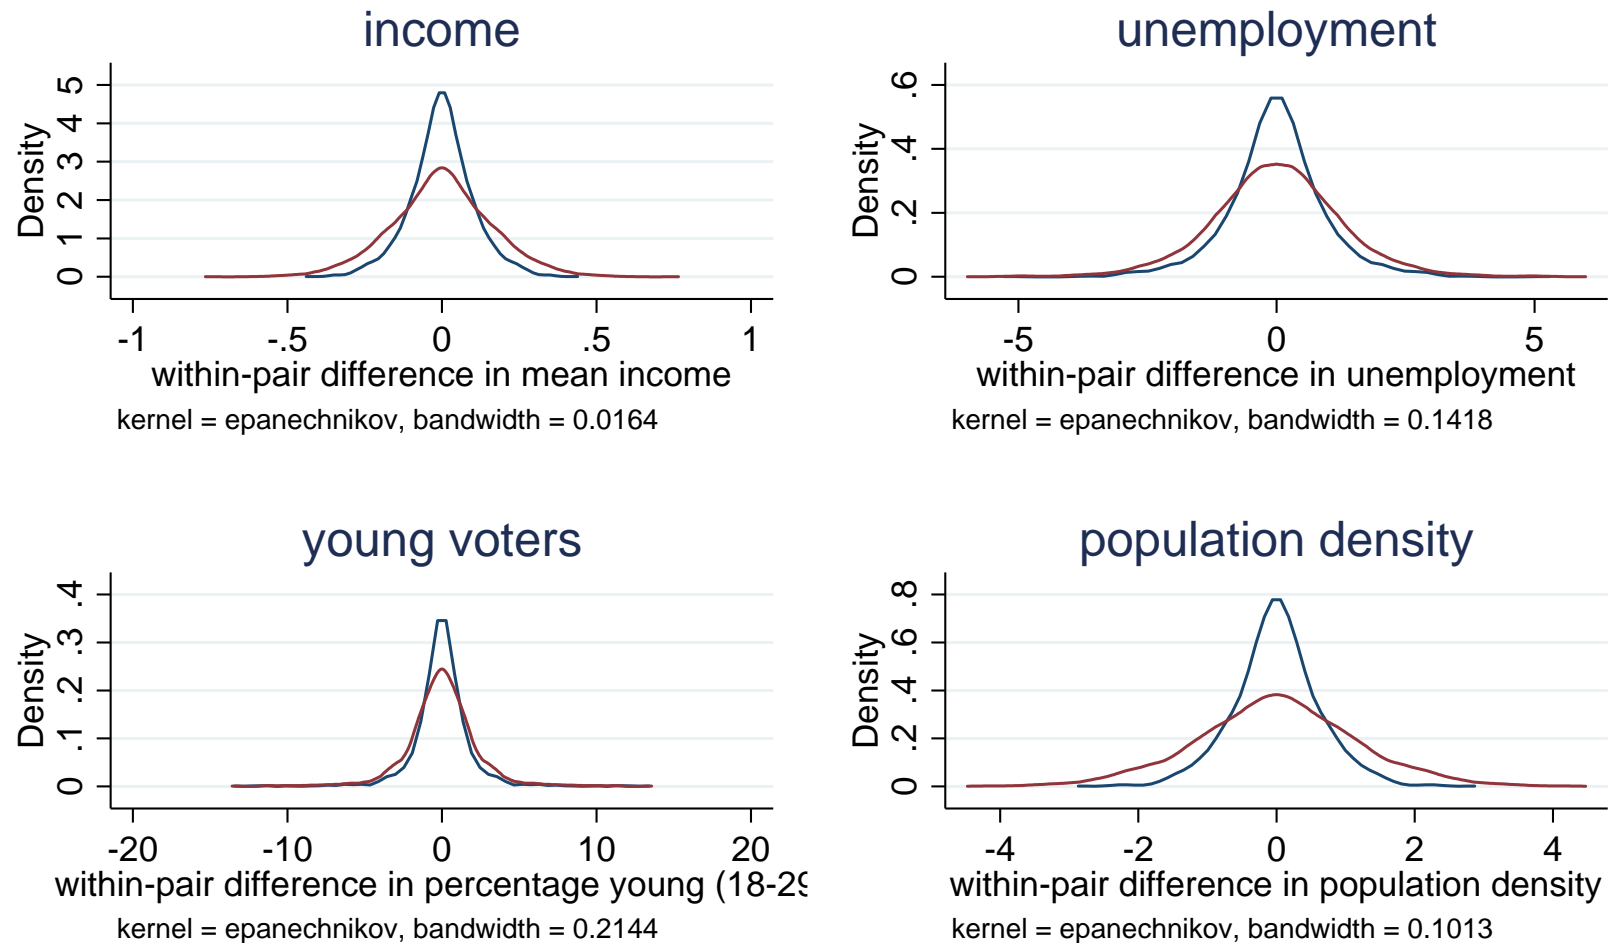 income
Density
5
4
3
2
1
0
-1 -.5 0 .5 1
within-pair difference in mean income
kernel = epanechnikov, bandwidth = 0.0164
unemployment
Density
.6
.4
.2
0
-5 0 5
within-pair difference in unemployment
kernel = epanechnikov, bandwidth = 0.1418
young voters
Density
.4
.3
.2
.1
0
-20 -10 0 10 20
within-pair difference in percentage young (18-29
kernel = epanechnikov, bandwidth = 0.2144
population density
Density
.8
.6
.4
.2
0
-4 -2 0 2 4
within-pair difference in population density
kernel = epanechnikov, bandwidth = 0.1013